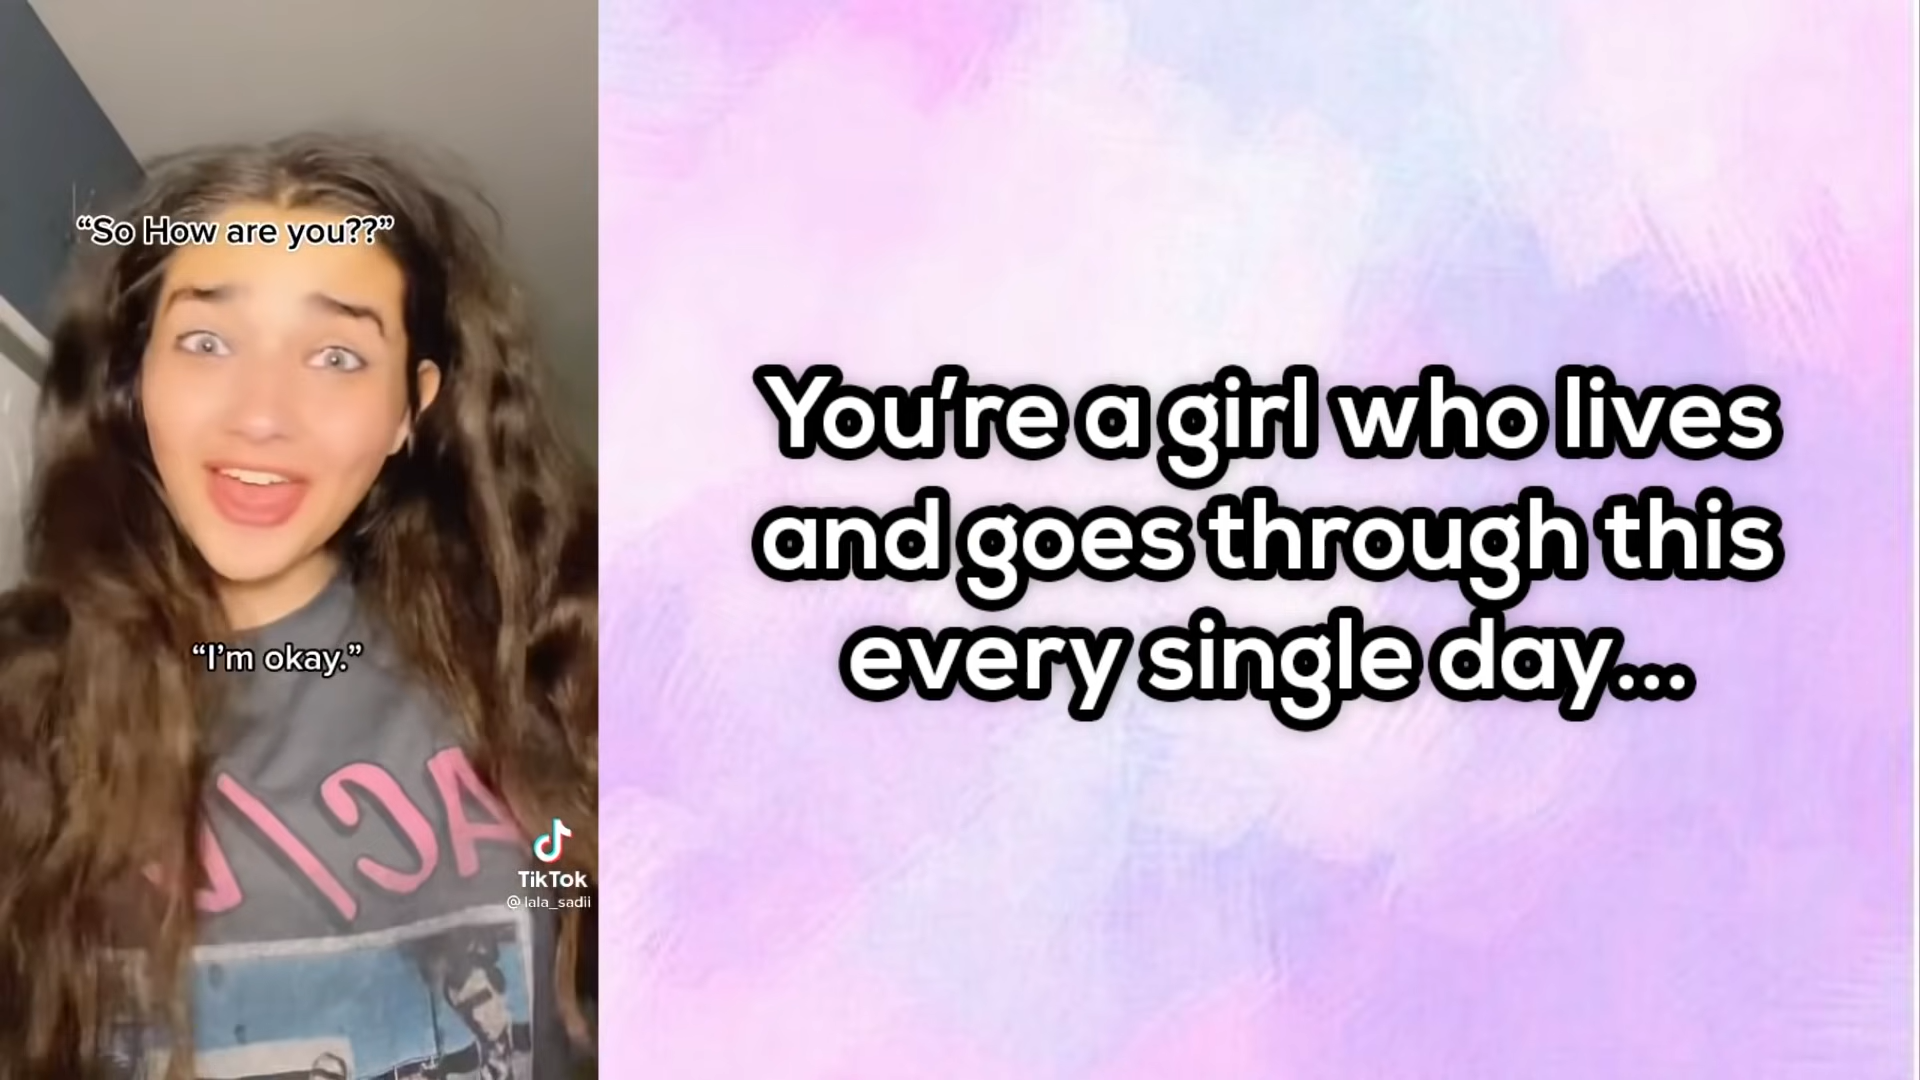 “So How are you??”
“I’m okay.”
AC/
TikTok
@lala_sadii
You’re a girl who lives
and goes through this
every single day...